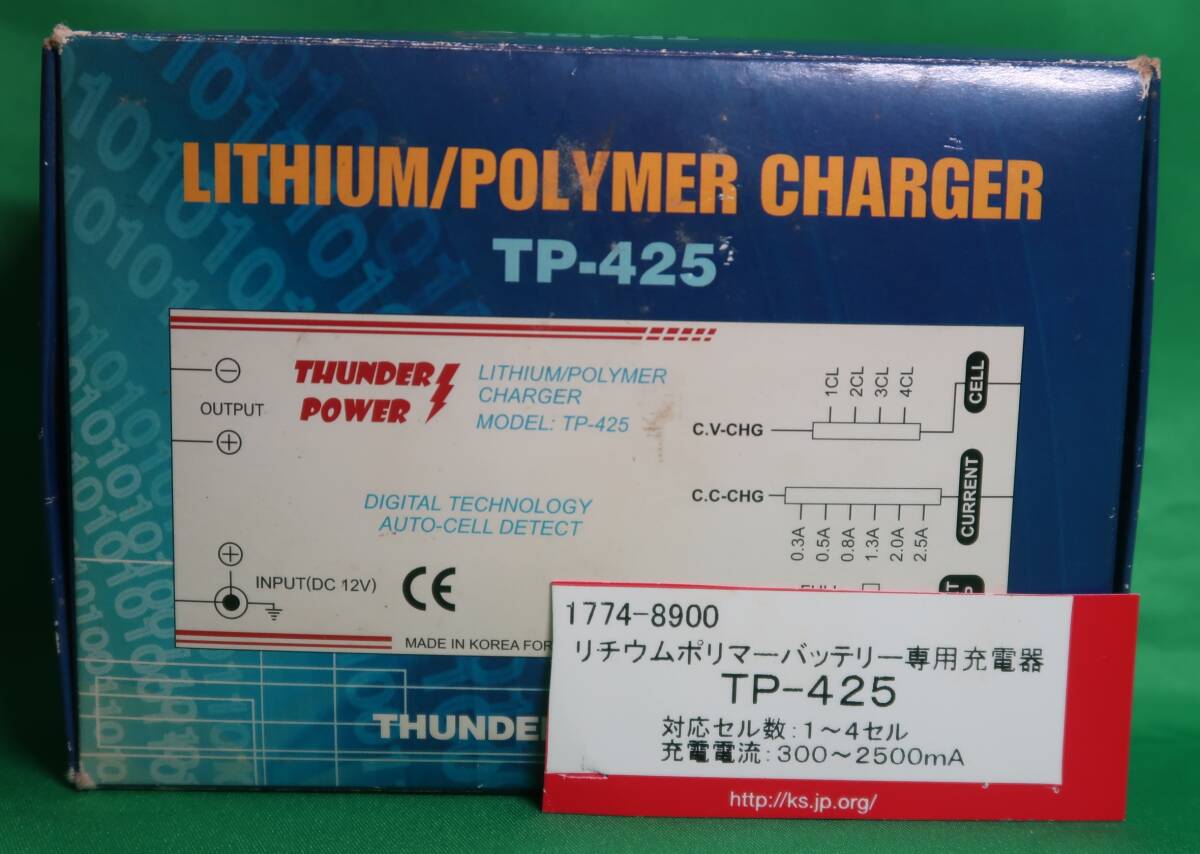 LITHIUM/POLYMER CHARGER
TP-425
OUTPUT
THUNDER
POWER
LITHIUM/POLYMER
CHARGER
MODEL: TP-425
DIGITAL TECHNOLOGY
AUTO-CELL DETECT
INPUT(DC 12V)
CE
MADE IN KOREA FOR
C.V-CHG
1CL
2CL
3CL
4CL
CELL
C.C-CHG
0.3A
0.5A
0.8A
1.3A
2.0A
2.5A
CURRENT
THUNDER
1774-8900
リチウムポリマーバッテリー専用充電器
TP-425
対応セル数:1～4セル
充電電流:300～2500mA
http://ks.jp.org/